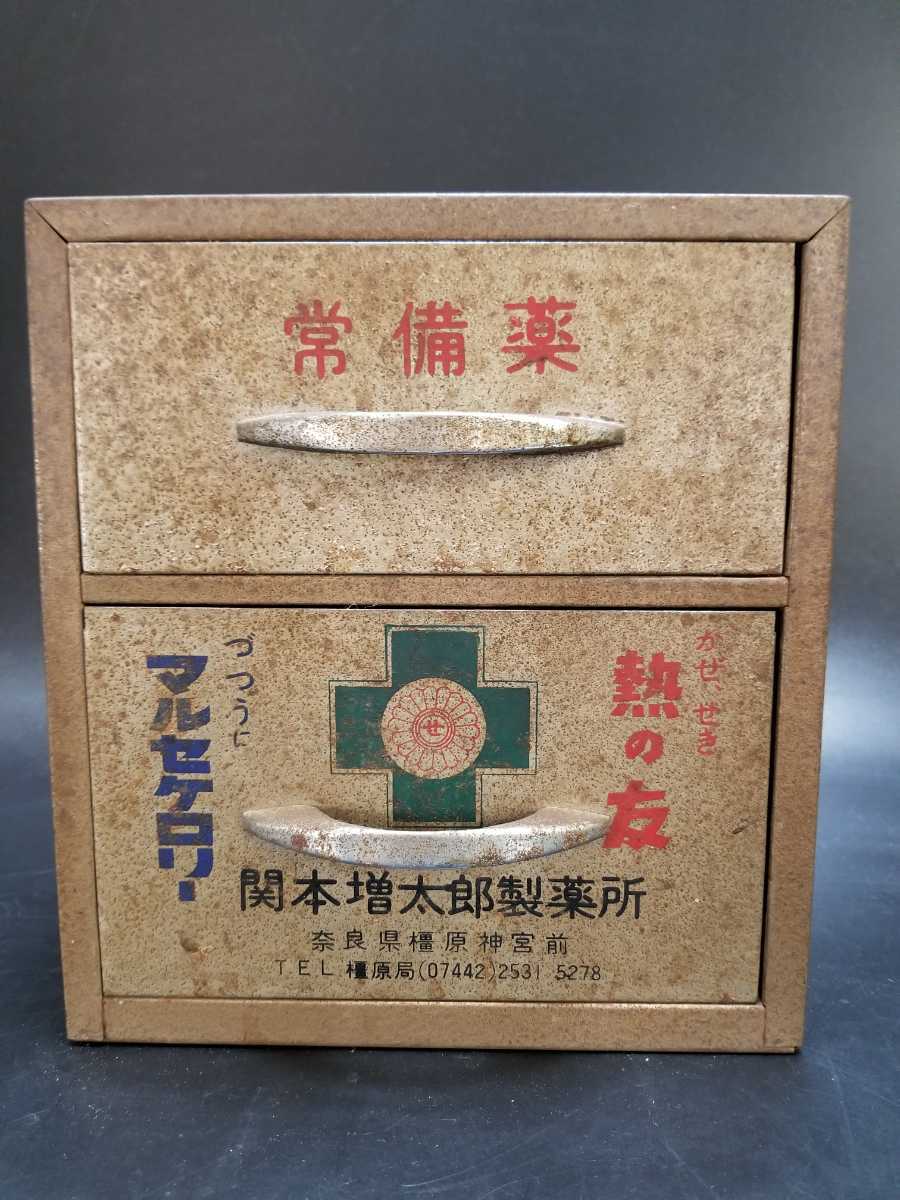 常備薬
かぜ、せき
熱の友
せ
づつうに
マルセケロリー
関本増太郎製薬所
奈良県橿原神宮前
TEL 橿原局(07442)2531 5278